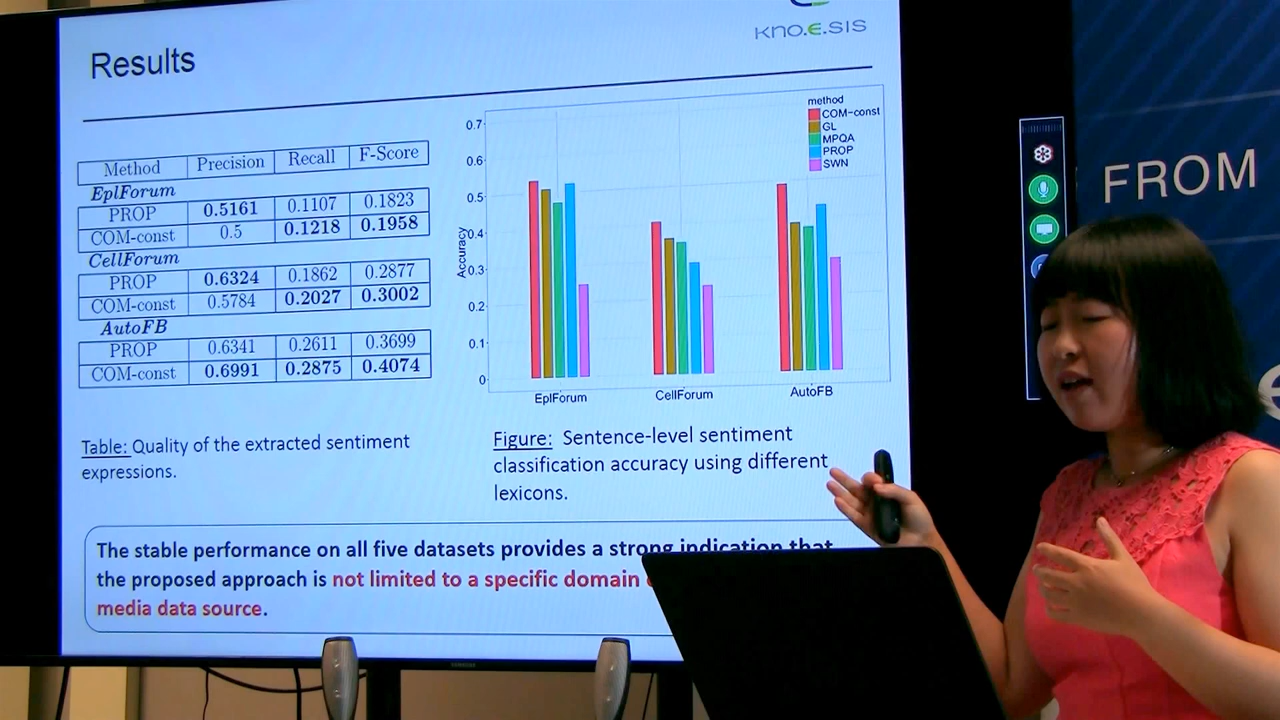 Results
KNO.E.SIS
Method Precision Recall F-Score
EplForum
PROP 0.5161 0.1107 0.1823
COM-const 0.5 0.1218 0.1958
CellForum
PROP 0.6324 0.1862 0.2877
COM-const 0.5784 0.2027 0.3002
AutoFB
PROP 0.6341 0.2611 0.3699
COM-const 0.6991 0.2875 0.4074
Table: Quality of the extracted sentiment
expressions.
Accuracy
0.7
0.6
0.5
0.4
0.3
0.2
0.1
0
method
COM-const
GL
MPQA
PROP
SWN
EplForum CellForum AutoFB
Figure: Sentence-level sentiment
classification accuracy using different
lexicons.
The stable performance on all five datasets provides a strong indication that
the proposed approach is not limited to a specific domain
media data source.
FROM